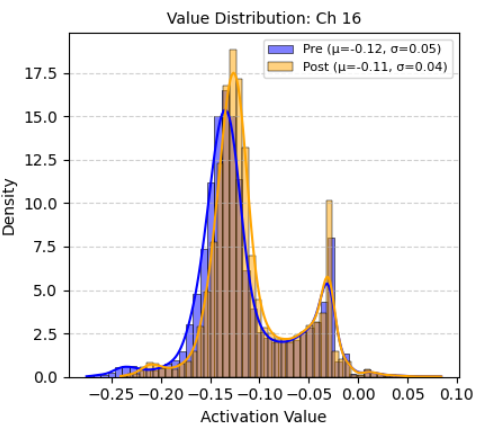 Value Distribution: Ch 16
Pre (μ=-0.12, σ=0.05)
Post (μ=-0.11, σ=0.04)
17.5
15.0
12.5
10.0
7.5
5.0
2.5
0.0
Density
−0.25 −0.20 −0.15 −0.10 −0.05 0.00 0.05 0.10
Activation Value